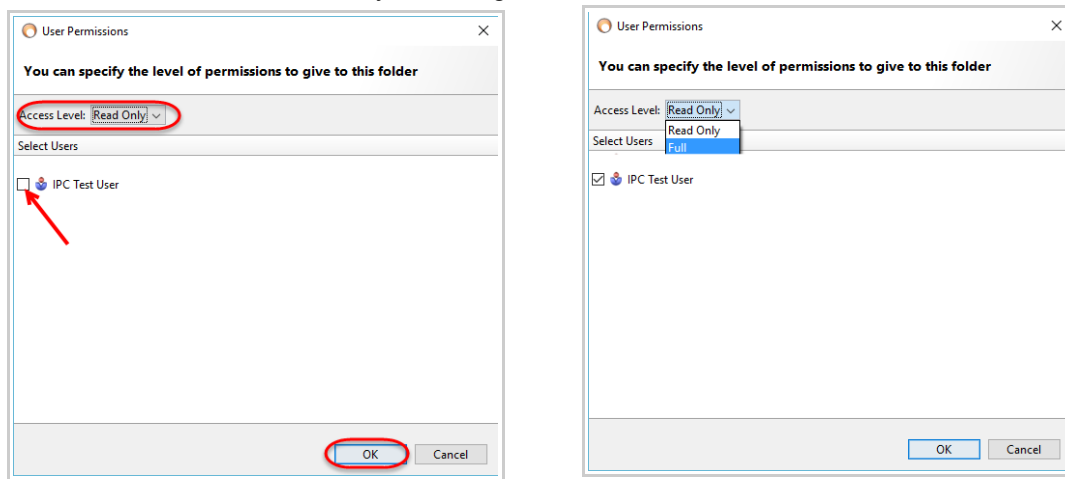 User Permissions
You can specify the level of permissions to give to this folder
Access Level: Read Only
Select Users
IPC Test User
OK Cancel
User Permissions
You can specify the level of permissions to give to this folder
Access Level: Read Only
Read Only
Select Users Full
IPC Test User
OK Cancel